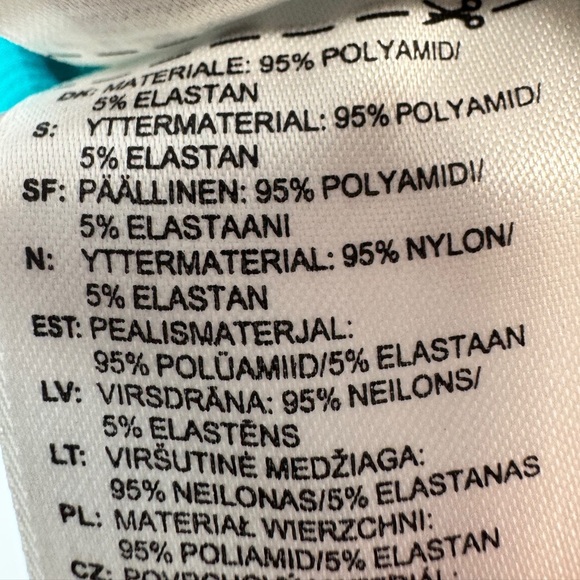 DK: MATERIALE: 95% POLYAMID/
5% ELASTAN
S: YTTERMATERIAL: 95% POLYAMID/
5% ELASTAN
SF: PÄÄLLINEN: 95% POLYAMIDI/
5% ELASTAANI
N: YTTERMATERIAL: 95% NYLON/
5% ELASTAN
EST: PEALISMATERJAL:
95% POLÜAMIID/5% ELASTAAN
LV: VIRSDRĀNA: 95% NEILONS/
5% ELASTĒNS
LT: VIRŠUTINĖ MEDŽIAGA:
95% NEILONAS/5% ELASTANAS
PL: MATERIAŁ WIERZCHNI:
95% POLIAMID/5% ELASTAN
CZ: